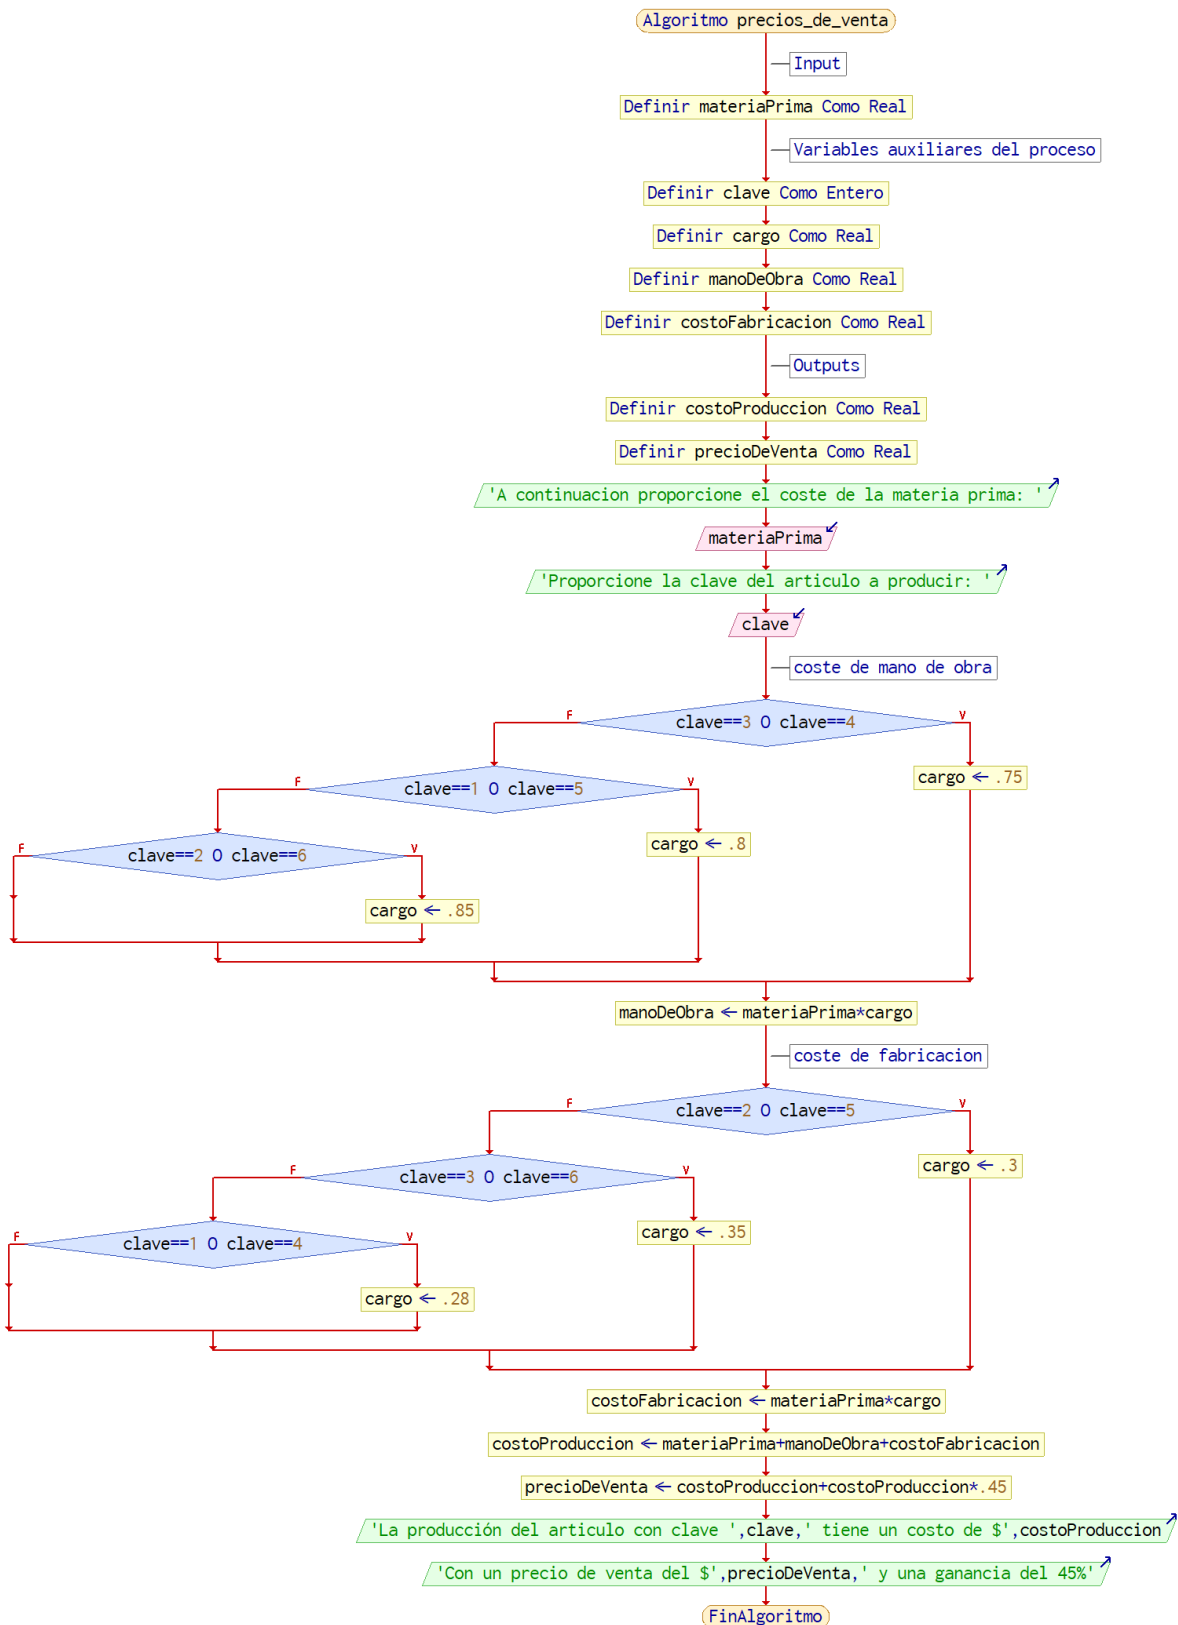 Algoritmo precios_de_venta
Input
Definir materiaPrima Como Real
Variables auxiliares del proceso
Definir clave Como Entero
Definir cargo Como Real
Definir manoDeObra Como Real
Definir costoFabricacion Como Real
Outputs
Definir costoProduccion Como Real
Definir precioDeVenta Como Real
'A continuacion proporcione el coste de la materia prima: '
materiaPrima
'Proporcione la clave del articulo a producir: '
clave
coste de mano de obra
F
clave==3 O clave==4
V
F
clave==1 O clave==5
V
cargo ← .75
F
clave==2 O clave==6
V
cargo ← .8
cargo ← .85
manoDeObra ← materiaPrima*cargo
coste de fabricacion
F
clave==2 O clave==5
V
F
clave==3 O clave==6
V
cargo ← .3
F
clave==1 O clave==4
V
cargo ← .35
cargo ← .28
costoFabricacion ← materiaPrima*cargo
costoProduccion ← materiaPrima+manoDeObra+costoFabricacion
precioDeVenta ← costoProduccion+costoProduccion*.45
'La producción del articulo con clave ',clave,' tiene un costo de $',costoProduccion
'Con un precio de venta del $',precioDeVenta,' y una ganancia del 45%'
FinAlgoritmo